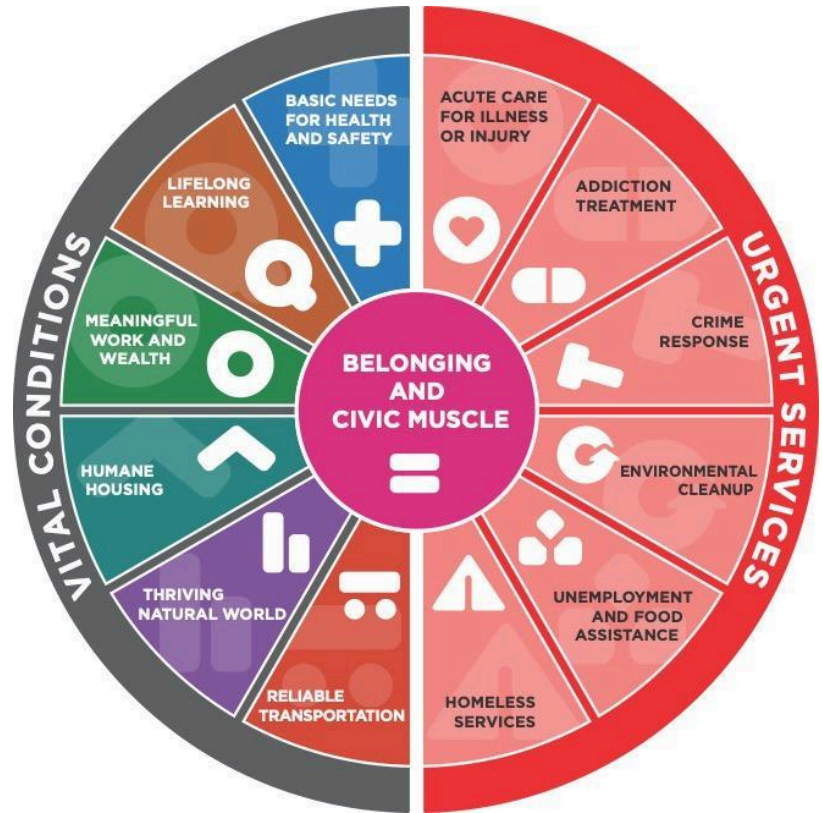 VITAL CONDITIONS
BASIC NEEDS
FOR HEALTH
AND SAFETY
LIFELONG
LEARNING
MEANINGFUL
WORK AND
WEALTH
HUMANE
HOUSING
THRIVING
NATURAL WORLD
RELIABLE
TRANSPORTATION
BELONGING
AND
CIVIC MUSCLE
URGENT SERVICES
ACUTE CARE
FOR ILLNESS
OR INJURY
ADDICTION
TREATMENT
CRIME
RESPONSE
ENVIRONMENTAL
CLEANUP
UNEMPLOYMENT
AND FOOD
ASSISTANCE
HOMELESS
SERVICES